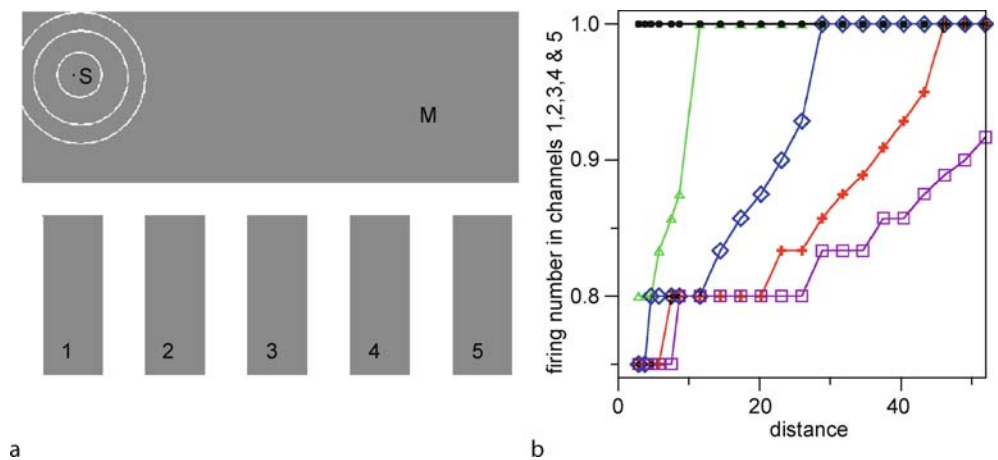 S
M
1 2 3 4 5
a
firing number in channels 1,2,3,4 & 5
1.0
0.9
0.8
0 20 40
distance
b